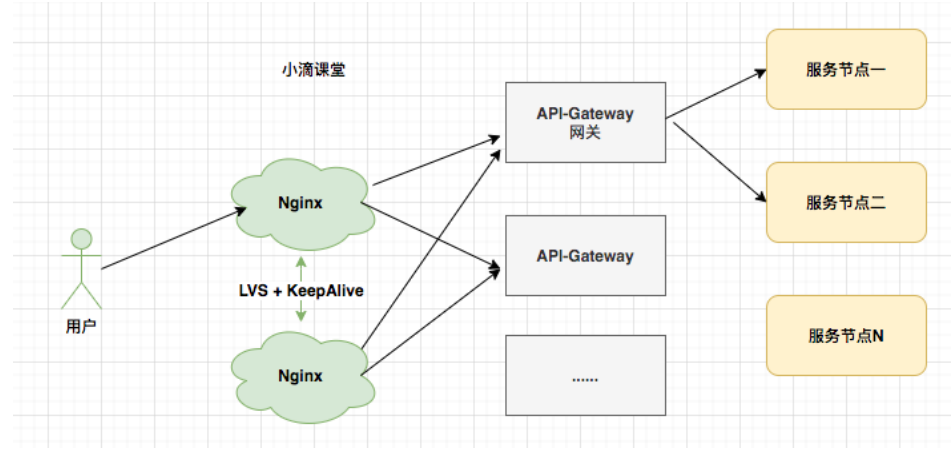 小滴课堂
服务节点一
API-Gateway
网关
Nginx
服务节点二
API-Gateway
LVS + KeepAlive
用户
服务节点N
Nginx
......